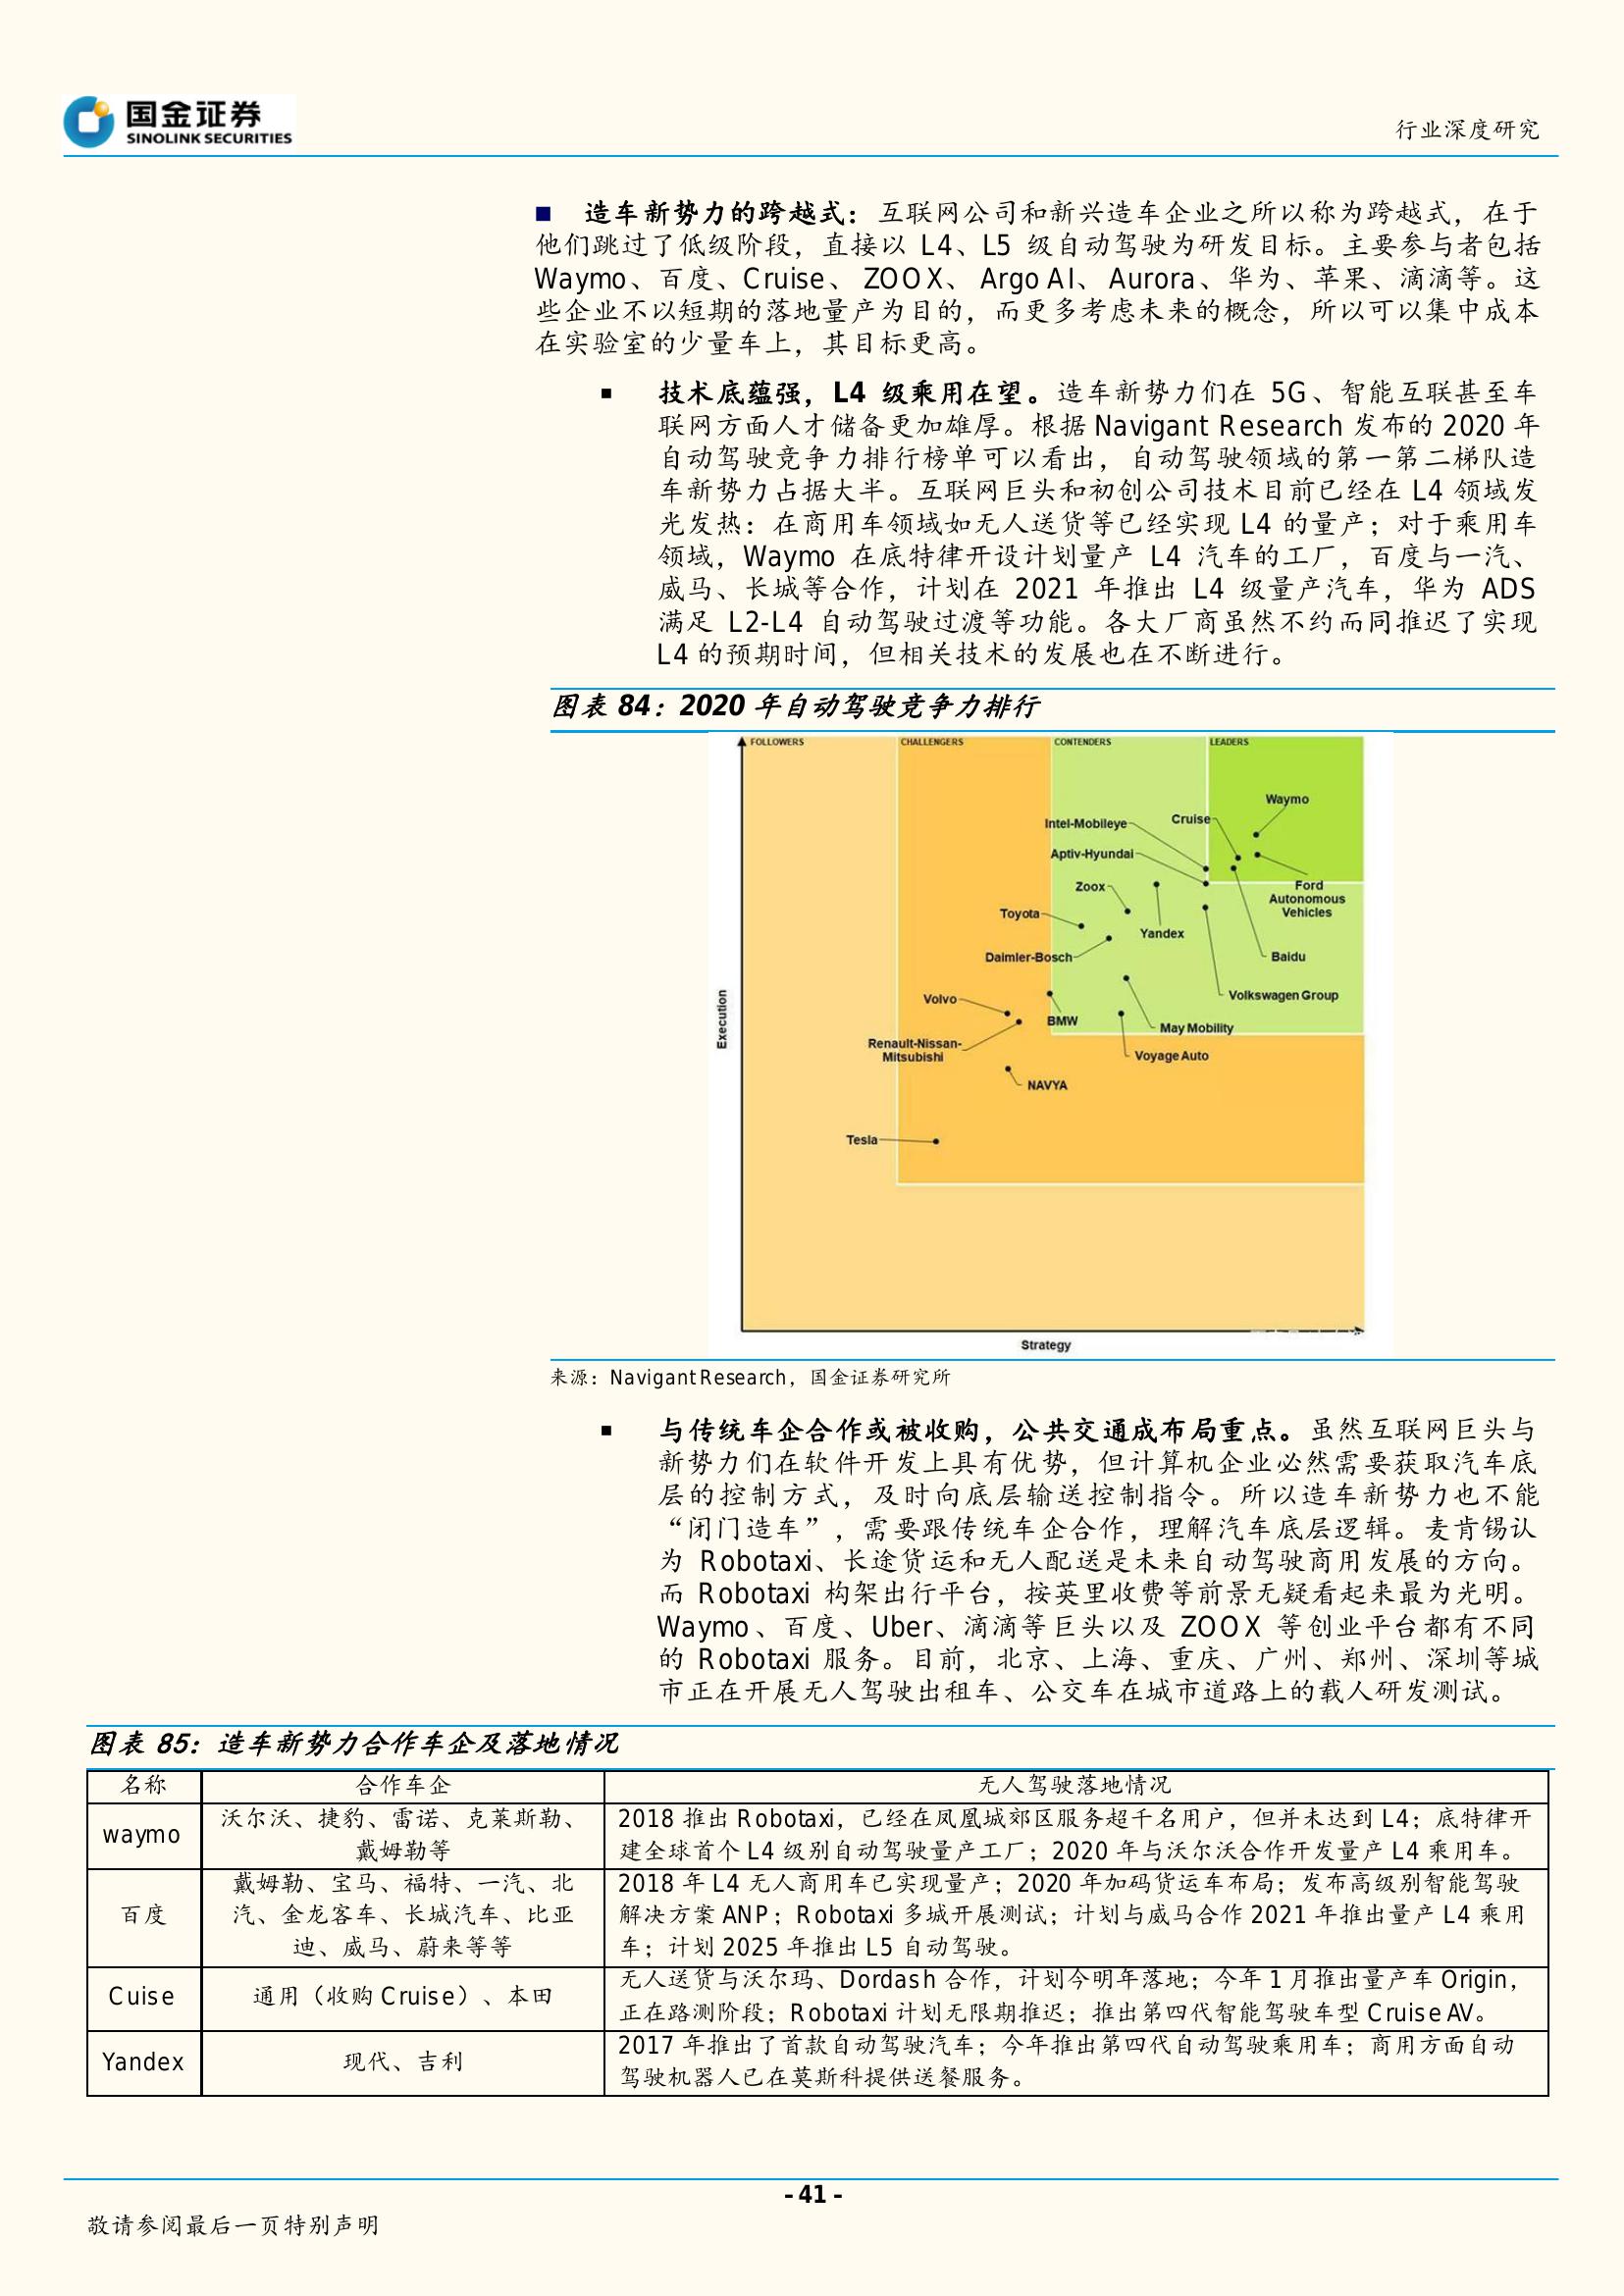 国金证券
SINOLINK SECURITIES
行业深度研究
■ 造车新势力的跨越式：互联网公司和新兴造车企业之所以称为跨越式，在于
他们跳过了低级阶段，直接以 L4、L5 级自动驾驶为研发目标。主要参与者包括
Waymo、百度、Cruise、 ZOOX、 Argo AI、Aurora、华为、苹果、滴滴等。这
些企业不以短期的落地量产为目的，而更多考虑未来的概念，所以可以集中成本
在实验室的少量车上，其目标更高。
▪ 技术底蕴强，L4 级乘用在望。造车新势力们在 5G、智能互联甚至车
联网方面人才储备更加雄厚。根据 Navigant Research 发布的 2020 年
自动驾驶竞争力排行榜单可以看出，自动驾驶领域的第一第二梯队造
车新势力占据大半。互联网巨头和初创公司技术目前已经在 L4 领域发
光发热：在商用车领域如无人送货等已经实现 L4 的量产；对于乘用车
领域，Waymo 在底特律开设计划量产 L4 汽车的工厂，百度与一汽、
威马、长城等合作，计划在 2021 年推出 L4 级量产汽车，华为 ADS
满足 L2-L4 自动驾驶过渡等功能。各大厂商虽然不约而同推迟了实现
L4 的预期时间，但相关技术的发展也在不断进行。
图表 84：2020 年自动驾驶竞争力排行
FOLLOWERS CHALLENGERS CONTENDERS LEADERS
Waymo
Cruise
Intel-Mobileye
Aptiv-Hyundai
Zoox
Ford
Autonomous
Vehicles
Toyota
Yandex
Daimler-Bosch
Baidu
Volvo
Volkswagen Group
BMW
May Mobility
Renault-Nissan-
Mitsubishi
Voyage Auto
NAVYA
Tesla
Execution
Strategy
来源：Navigant Research，国金证券研究所
▪ 与传统车企合作或被收购，公共交通成布局重点。虽然互联网巨头与
新势力们在软件开发上具有优势，但计算机企业必然需要获取汽车底
层的控制方式，及时向底层输送控制指令。所以造车新势力也不能
“闭门造车”，需要跟传统车企合作，理解汽车底层逻辑。麦肯锡认
为 Robotaxi、长途货运和无人配送是未来自动驾驶商用发展的方向。
而 Robotaxi 构架出行平台，按英里收费等前景无疑看起来最为光明。
Waymo、百度、Uber、滴滴等巨头以及 ZOOX 等创业平台都有不同
的 Robotaxi 服务。目前，北京、上海、重庆、广州、郑州、深圳等城
市正在开展无人驾驶出租车、公交车在城市道路上的载人研发测试。
图表 85：造车新势力合作车企及落地情况
名称 合作车企 无人驾驶落地情况
waymo
沃尔沃、捷豹、雷诺、克莱斯勒、
戴姆勒等
2018 推出 Robotaxi，已经在凤凰城郊区服务超千名用户，但并未达到 L4；底特律开
建全球首个 L4 级别自动驾驶量产工厂；2020 年与沃尔沃合作开发量产 L4 乘用车。
百度
戴姆勒、宝马、福特、一汽、北
汽、金龙客车、长城汽车、比亚
迪、威马、蔚来等等
2018 年 L4 无人商用车已实现量产；2020 年加码货运车布局；发布高级别智能驾驶
解决方案 ANP；Robotaxi 多城开展测试；计划与威马合作 2021 年推出量产 L4 乘用
车；计划 2025 年推出 L5 自动驾驶。
Cuise
通用（收购 Cruise）、本田
无人送货与沃尔玛、Dordash 合作，计划今明年落地；今年 1 月推出量产车 Origin，
正在路测阶段；Robotaxi 计划无限期推迟；推出第四代智能驾驶车型 Cruise AV。
Yandex
现代、吉利
2017 年推出了首款自动驾驶汽车；今年推出第四代自动驾驶乘用车；商用方面自动
驾驶机器人已在莫斯科提供送餐服务。
- 41 -
敬请参阅最后一页特别声明